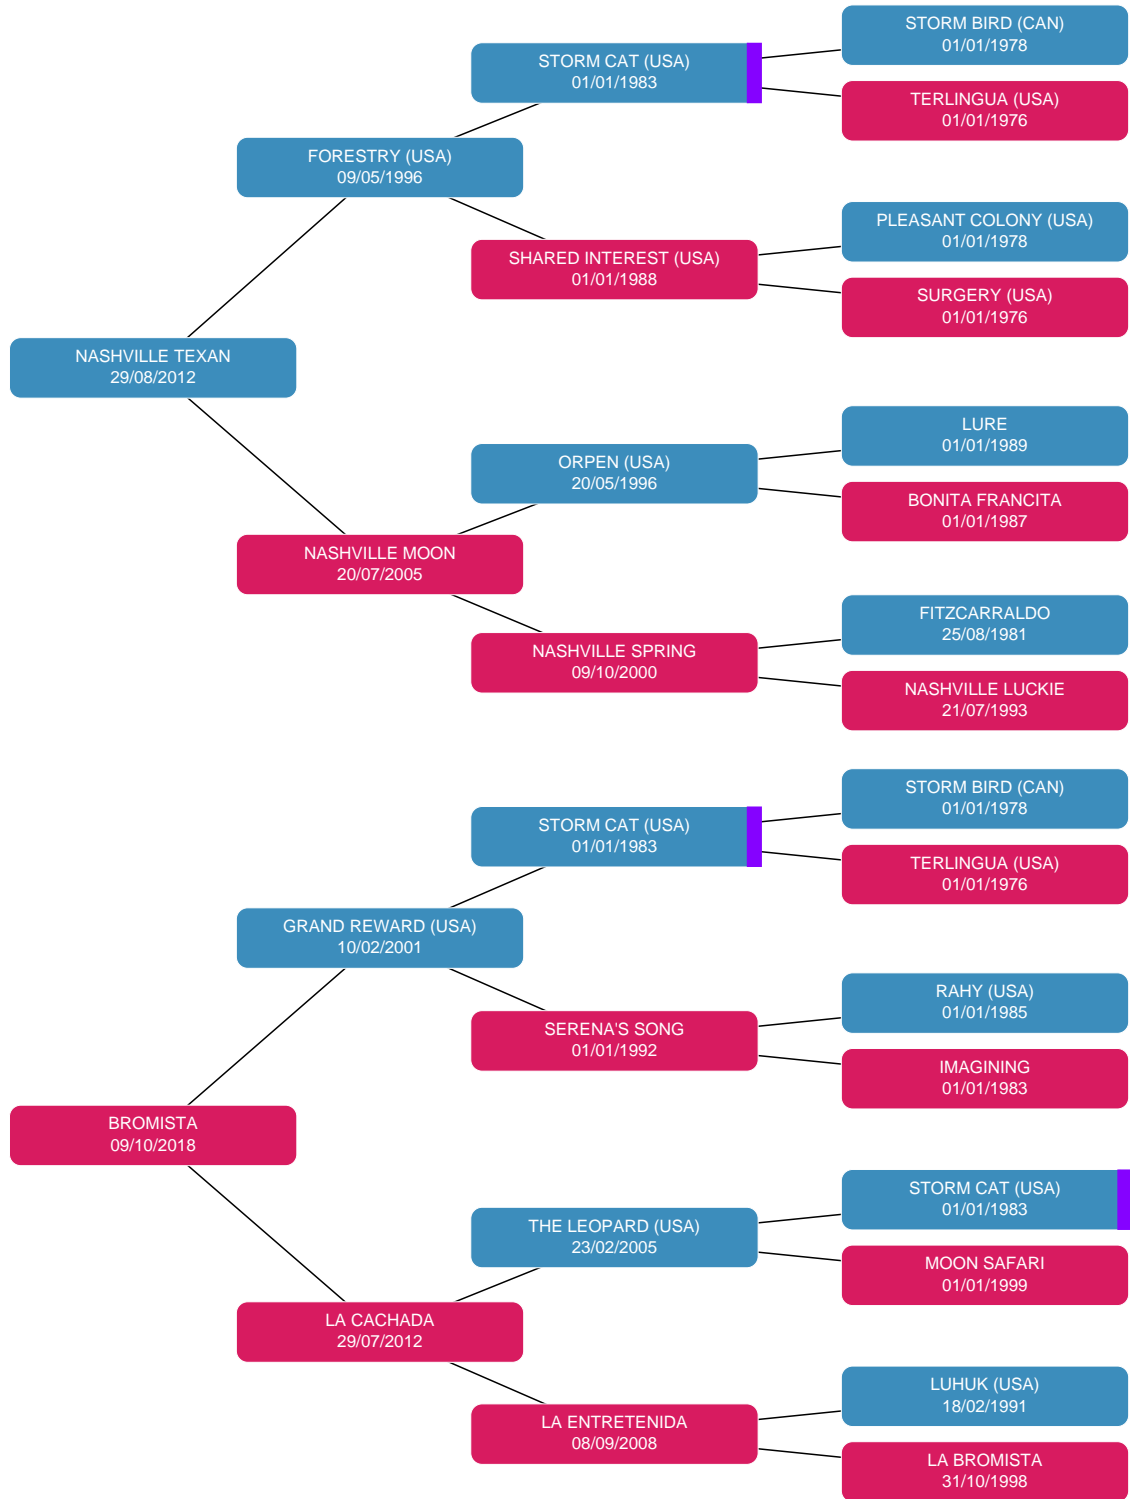 STORM BIRD (CAN)
01/01/1978
STORM CAT (USA)
01/01/1983
TERLINGUA (USA)
01/01/1976
FORESTRY (USA)
09/05/1996
PLEASANT COLONY (USA)
01/01/1978
SHARED INTEREST (USA)
01/01/1988
SURGERY (USA)
01/01/1976
NASHVILLE TEXAN
29/08/2012
LURE
01/01/1989
ORPEN (USA)
20/05/1996
BONITA FRANCITA
01/01/1987
NASHVILLE MOON
20/07/2005
FITZCARRALDO
25/08/1981
NASHVILLE SPRING
09/10/2000
NASHVILLE LUCKIE
21/07/1993
STORM BIRD (CAN)
01/01/1978
STORM CAT (USA)
01/01/1983
TERLINGUA (USA)
01/01/1976
GRAND REWARD (USA)
10/02/2001
RAHY (USA)
01/01/1985
SERENA'S SONG
01/01/1992
IMAGINING
01/01/1983
BROMISTA
09/10/2018
STORM CAT (USA)
01/01/1983
THE LEOPARD (USA)
23/02/2005
MOON SAFARI
01/01/1999
LA CACHADA
29/07/2012
LUHUK (USA)
18/02/1991
LA ENTRETENIDA
08/09/2008
LA BROMISTA
31/10/1998